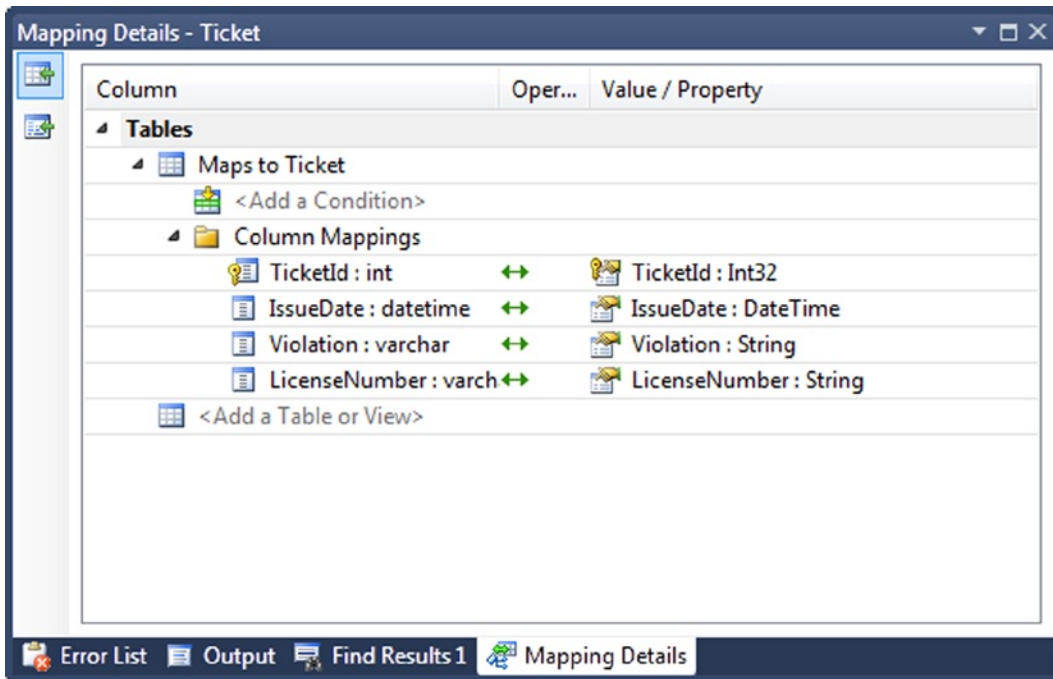 Mapping Details - Ticket
Column Oper... Value / Property
Tables
Maps to Ticket
<Add a Condition>
Column Mappings
TicketId : int TicketId : Int32
IssueDate : datetime IssueDate : DateTime
Violation : varchar Violation : String
LicenseNumber : varch LicenseNumber : String
<Add a Table or View>
Error List Output Find Results 1 Mapping Details